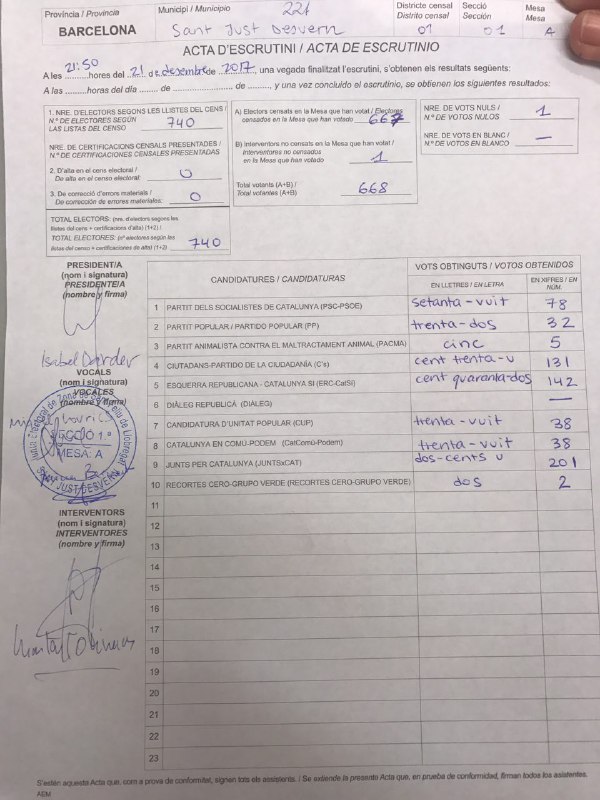 Província / Provincia
BARCELONA
Municipi / Municipio 221
Sant Just Desvern
Districte censal
Distrito censal
01
Secció
Sección
01
Mesa
Mesa
A
ACTA D'ESCRUTINI / ACTA DE ESCRUTINIO
A les 21:50 hores del 21 de desembre de 2017, una vegada finalitzat l'escrutini, s'obtenen els resultats següents:
A las ........ horas del día ........ de ........ de ........, y una vez concluido el escrutinio, se obtienen los siguientes resultados:
1. NRE. D'ELECTORS SEGONS LES LLISTES DEL CENS /
N.º DE ELECTORES SEGÚN
LAS LISTAS DEL CENSO
740
NRE. DE CERTIFICACIONS CENSALS PRESENTADES /
N.º DE CERTIFICACIONES CENSALES PRESENTADAS
2. D'alta en el cens electoral /
De alta en el censo electoral:
0
3. De correcció d'errors materials /
De corrección de errores materiales:
0
TOTAL ELECTORS: (nre. d'electors segons les
llistes del cens + certificacions d'alta) (1+2) /
TOTAL ELECTORES: (nº electores según las
listas del censo + certificaciones de alta) (1+2)
740
A) Electors censats en la Mesa que han votat / Electores
censados en la Mesa que han votado
667
B) Interventors no censats en la Mesa que han votat /
Interventores no censados
en la Mesa que han votado
1
Total votants (A+B) /
Total votantes (A+B)
668
NRE. DE VOTS NULS /
N.º DE VOTOS NULOS
1
NRE. DE VOTS EN BLANC /
N.º DE VOTOS EN BLANCO
—
PRESIDENT/A
(nom i signatura)
PRESIDENTE/A
(nombre y firma)
Isabel Darder
VOCALS
(nom i signatura)
VOCALES
(nombre y firma)
SECCIÓ 1.ª
MESA: A
SANT JUST DESVERN
INTERVENTORS
(nom i signatura)
INTERVENTORES
(nombre y firma)
CANDIDATURES / CANDIDATURAS
VOTS OBTINGUTS / VOTOS OBTENIDOS
EN LLETRES / EN LETRA
EN XIFRES / EN NÚM.
1 PARTIT DELS SOCIALISTES DE CATALUNYA (PSC-PSOE) setanta-vuit 78
2 PARTIT POPULAR / PARTIDO POPULAR (PP) trenta-dos 32
3 PARTIT ANIMALISTA CONTRA EL MALTRACTAMENT ANIMAL (PACMA) cinc 5
4 CIUTADANS-PARTIDO DE LA CIUDADANÍA (C's) cent trenta-u 131
5 ESQUERRA REPUBLICANA - CATALUNYA SÍ (ERC-CatSí) cent quaranta-dos 142
6 DIÀLEG REPUBLICÀ (DIALEG) —
7 CANDIDATURA D'UNITAT POPULAR (CUP) trenta-vuit 38
8 CATALUNYA EN COMÚ-PODEM (CatComú-Podem) trenta-vuit 38
9 JUNTS PER CATALUNYA (JUNTSxCAT) dos-cents u 201
10 RECORTES CERO-GRUPO VERDE (RECORTES CERO-GRUPO VERDE) dos 2
11
12
13
14
15
16
17
18
19
20
21
22
23
S'estén aquesta Acta que, com a prova de conformitat, signen tots els assistents. / Se extiende la presente Acta que, en prueba de conformidad, firman todos los asistentes.
AEM